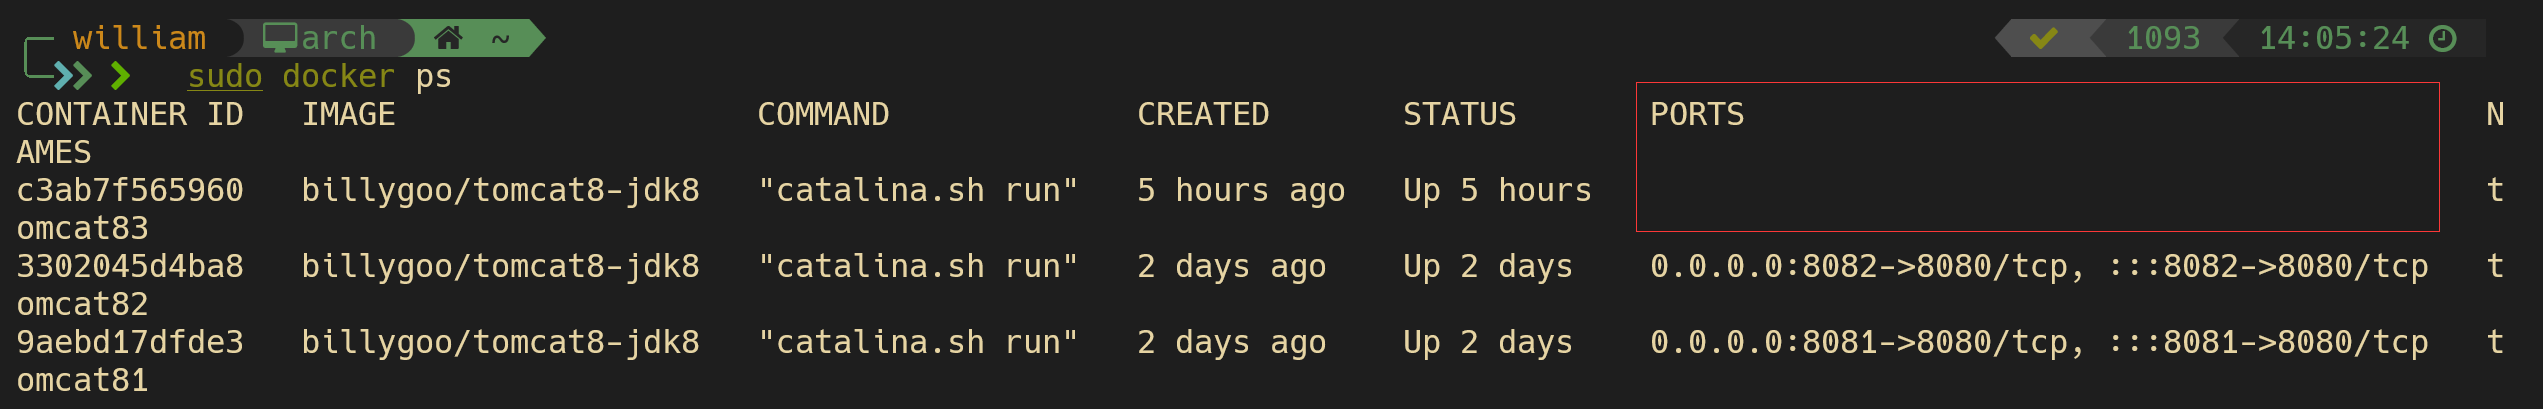 william arch ~ 1093 14:05:24
sudo docker ps
CONTAINER ID IMAGE COMMAND CREATED STATUS PORTS N
AMES
c3ab7f565960 billygoo/tomcat8-jdk8 "catalina.sh run" 5 hours ago Up 5 hours t
omcat83
3302045d4ba8 billygoo/tomcat8-jdk8 "catalina.sh run" 2 days ago Up 2 days 0.0.0.0:8082->8080/tcp, :::8082->8080/tcp t
omcat82
9aebd17dfde3 billygoo/tomcat8-jdk8 "catalina.sh run" 2 days ago Up 2 days 0.0.0.0:8081->8080/tcp, :::8081->8080/tcp t
omcat81